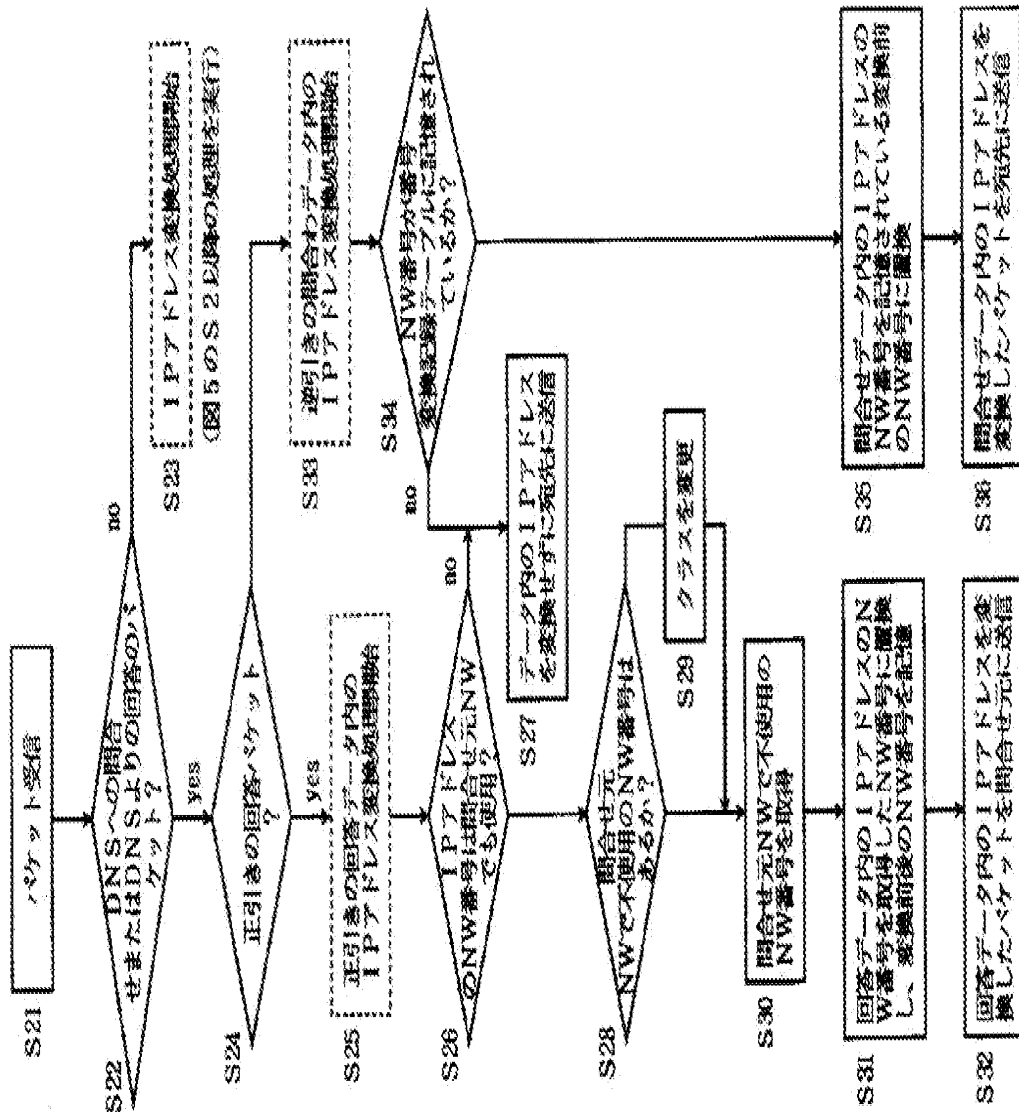 S21
パケット受信
S22
DNSへの問合
せまたはDNSよりの回答のパ
ケット?
no
yes
S23
IPアドレス変換処理開始
(図5のS2以降の処理を実行)
S24
正引きの回答パケット
?
yes
S25
正引きの回答データ内の
IPアドレス変換処理開始
S26
IPアドレス
のNW番号は問合せ元NW
でも使用?
no
S27
データ内のIPアドレス
を変換せずに宛先に送信
S28
問合せ元
NWで不使用のNW番号は
あるか?
S29
クラスを変更
S30
問合せ元NWで不使用の
NW番号を取得
S31
回答データ内のIPアドレスのN
W番号を取得したNW番号に置換
し、変換前後のNW番号を記憶
S32
回答データ内のIPアドレスを変
換したパケットを問合せ元に送信
S33
逆引きの問合わデータ内の
IPアドレス変換処理開始
S34
NW番号が番号
変換記録テーブルに記憶され
ているか?
no
S35
問合せデータ内のIPアドレスの
NW番号を記憶されている変換前
のNW番号に置換
S36
問合せデータ内のIPアドレスを
変換したパケットを宛先に送信